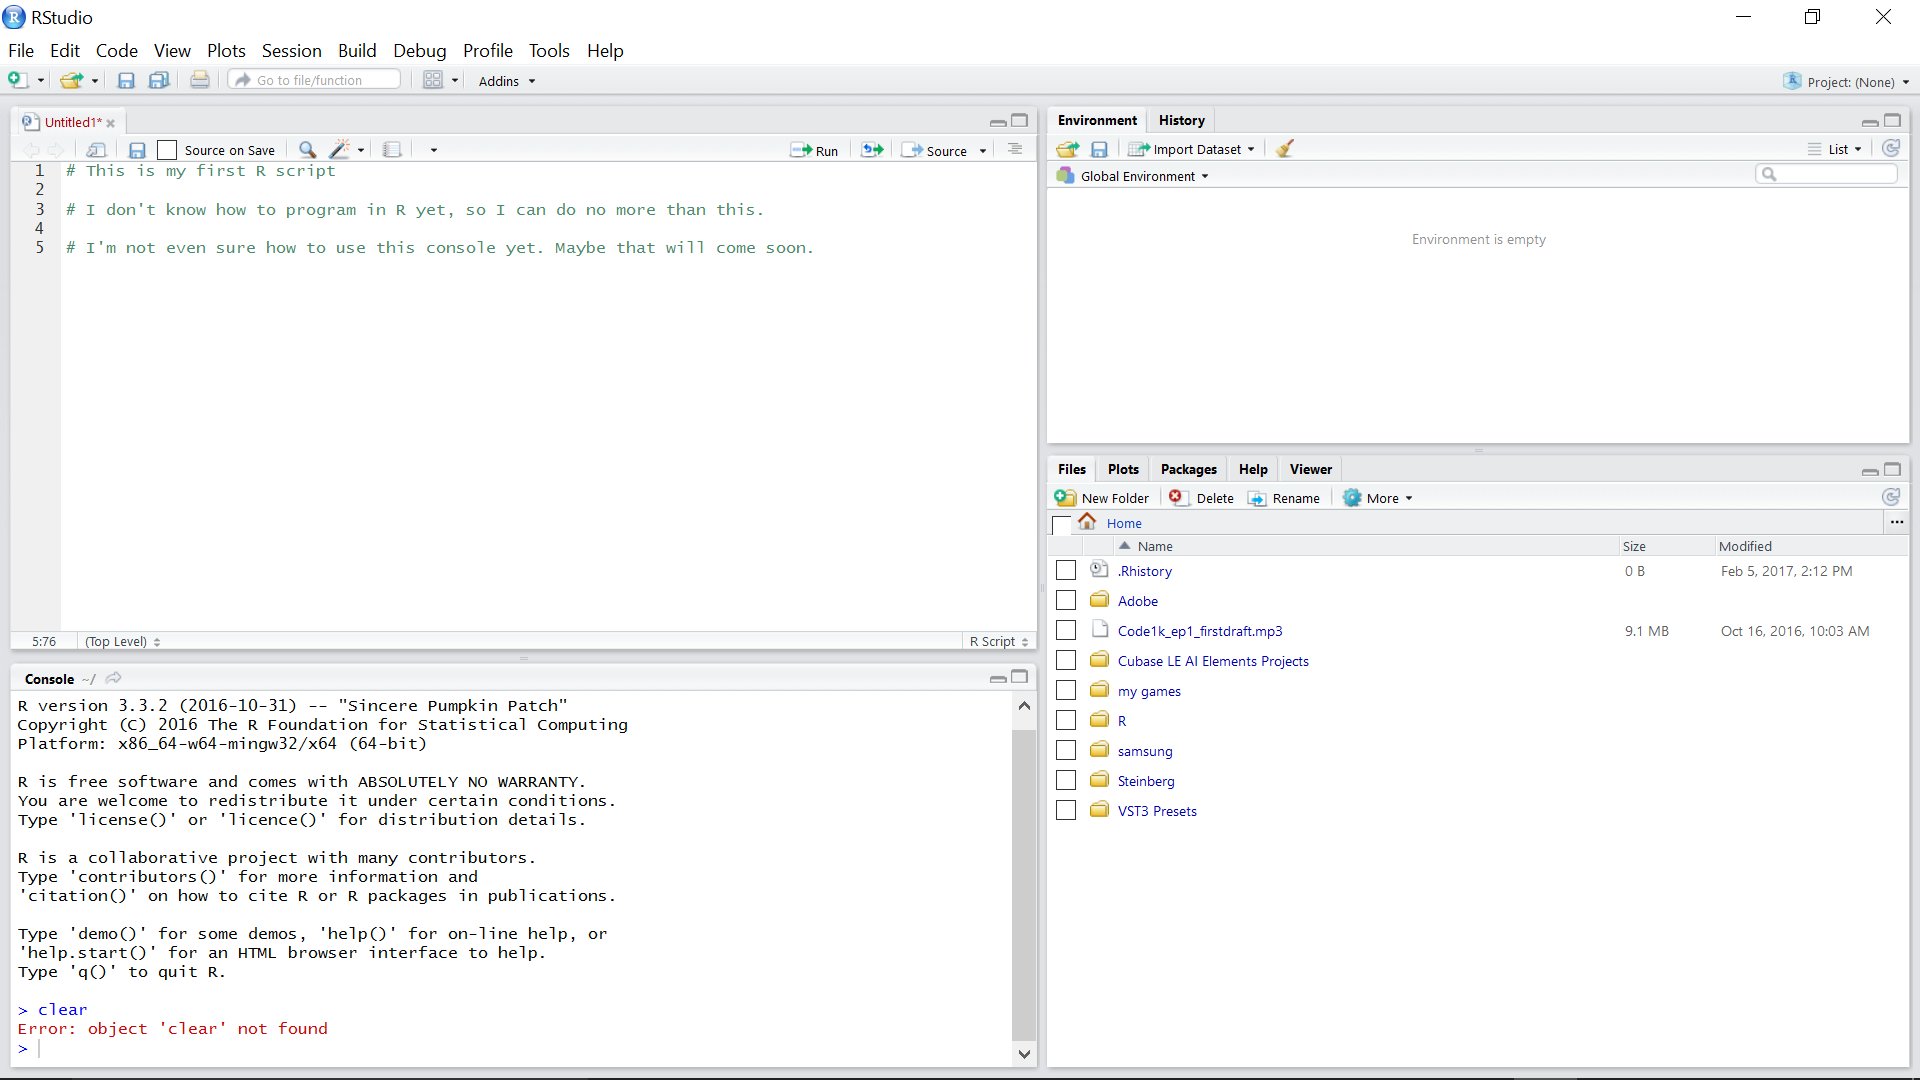 RStudio
File Edit Code View Plots Session Build Debug Profile Tools Help
Go to file/function Addins Project: (None)
Untitled1*
Source on Save Run Source
1 # This is my first R script
2
3 # I don't know how to program in R yet, so I can do no more than this.
4
5 # I'm not even sure how to use this console yet. Maybe that will come soon.
5:76 (Top Level) R Script
Console ~/
R version 3.3.2 (2016-10-31) -- "Sincere Pumpkin Patch"
Copyright (C) 2016 The R Foundation for Statistical Computing
Platform: x86_64-w64-mingw32/x64 (64-bit)
R is free software and comes with ABSOLUTELY NO WARRANTY.
You are welcome to redistribute it under certain conditions.
Type 'license()' or 'licence()' for distribution details.
R is a collaborative project with many contributors.
Type 'contributors()' for more information and
'citation()' on how to cite R or R packages in publications.
Type 'demo()' for some demos, 'help()' for on-line help, or
'help.start()' for an HTML browser interface to help.
Type 'q()' to quit R.
> clear
Error: object 'clear' not found
>
Environment History
Import Dataset List
Global Environment
Environment is empty
Files Plots Packages Help Viewer
New Folder Delete Rename More
Home ...
Name Size Modified
.Rhistory 0 B Feb 5, 2017, 2:12 PM
Adobe
Code1k_ep1_firstdraft.mp3 9.1 MB Oct 16, 2016, 10:03 AM
Cubase LE AI Elements Projects
my games
R
samsung
Steinberg
VST3 Presets